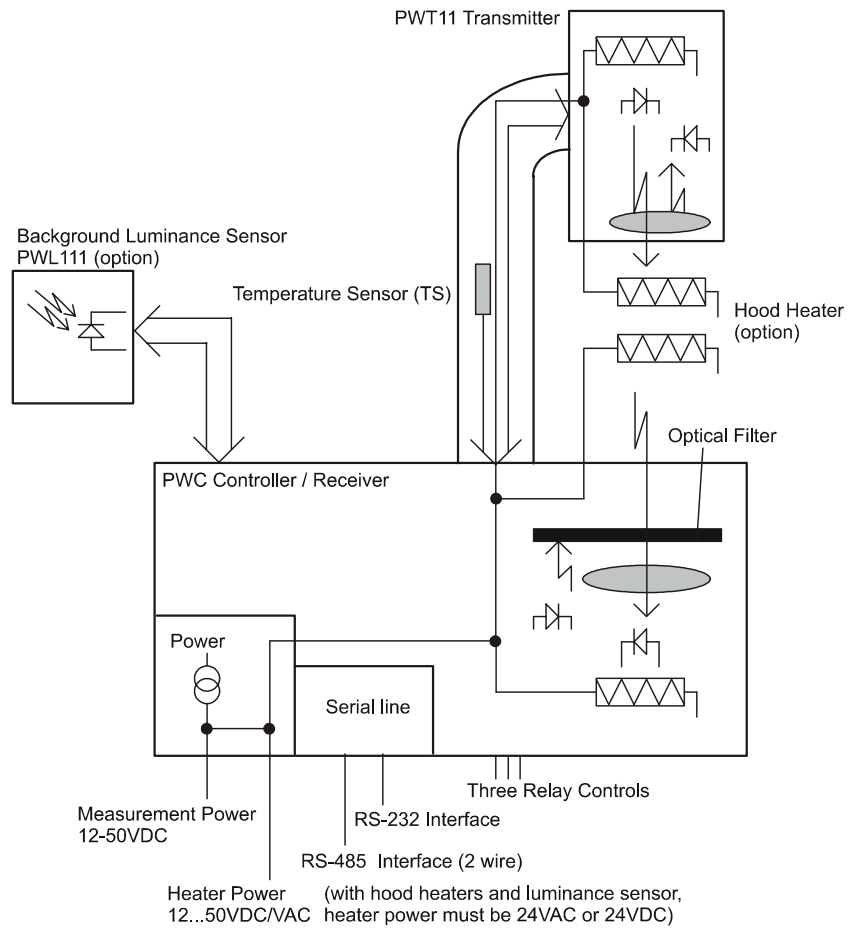 PWT11 Transmitter
Background Luminance Sensor
PWL111 (option)
Temperature Sensor (TS)
Hood Heater
(option)
Optical Filter
PWC Controller / Receiver
Power
Serial line
Three Relay Controls
Measurement Power
12-50VDC
RS-232 Interface
RS-485 Interface (2 wire)
Heater Power
12...50VDC/VAC
(with hood heaters and luminance sensor,
heater power must be 24VAC or 24VDC)